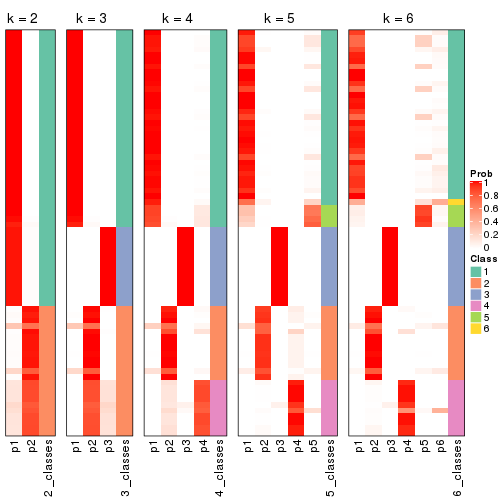 k = 2
k = 3
k = 4
k = 5
k = 6
p1
p2
2_classes
p1
p2
p3
3_classes
p1
p2
p3
p4
4_classes
p1
p2
p3
p4
p5
5_classes
p1
p2
p3
p4
p5
p6
6_classes
Prob
1
0.8
0.6
0.4
0.2
0
Class
1
2
3
4
5
6